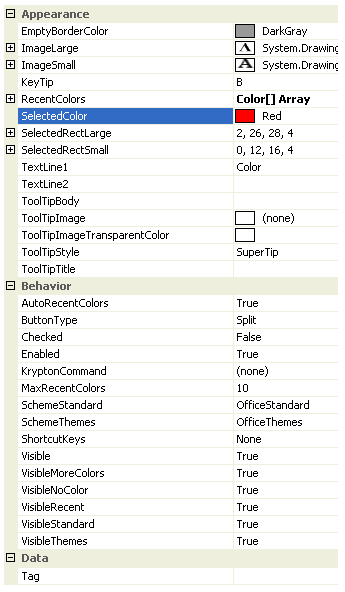 Appearance
EmptyBorderColor DarkGray
ImageLarge A System.Drawing
ImageSmall A System.Drawing
KeyTip B
RecentColors Color[] Array
SelectedColor Red
SelectedRectLarge 2, 26, 28, 4
SelectedRectSmall 0, 12, 16, 4
TextLine1 Color
TextLine2
ToolTipBody
ToolTipImage (none)
ToolTipImageTransparentColor
ToolTipStyle SuperTip
ToolTipTitle
Behavior
AutoRecentColors True
ButtonType Split
Checked False
Enabled True
KryptonCommand (none)
MaxRecentColors 10
SchemeStandard OfficeStandard
SchemeThemes OfficeThemes
ShortcutKeys None
Visible True
VisibleMoreColors True
VisibleNoColor True
VisibleRecent True
VisibleStandard True
VisibleThemes True
Data
Tag